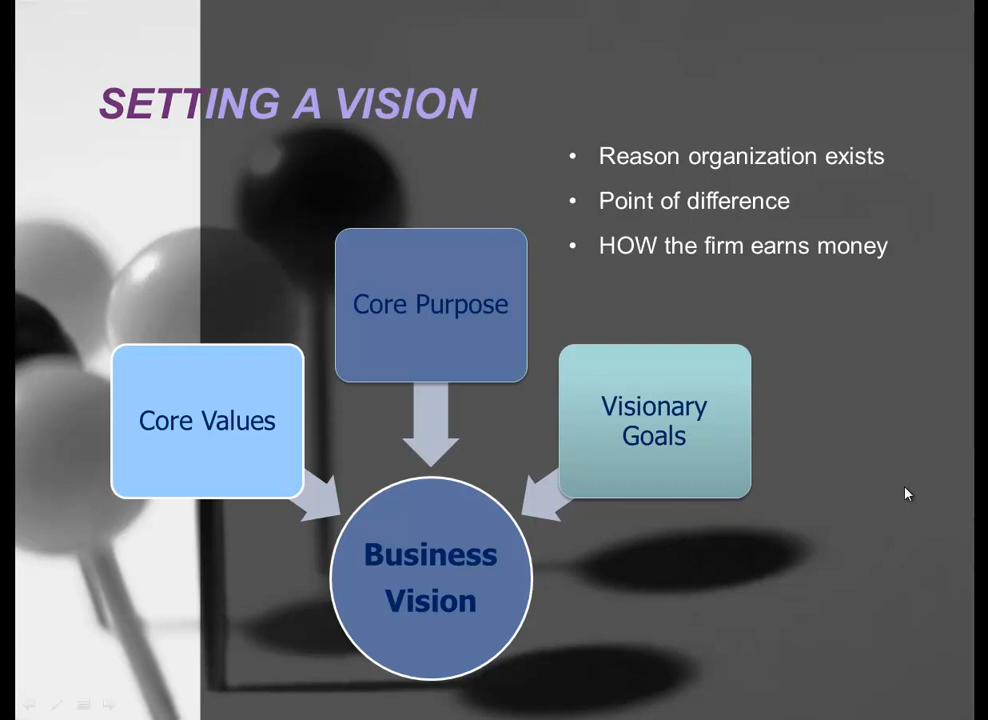 SETTING A VISION
• Reason organization exists
• Point of difference
• HOW the firm earns money
Core Purpose
Core Values
Visionary
Goals
Business
Vision